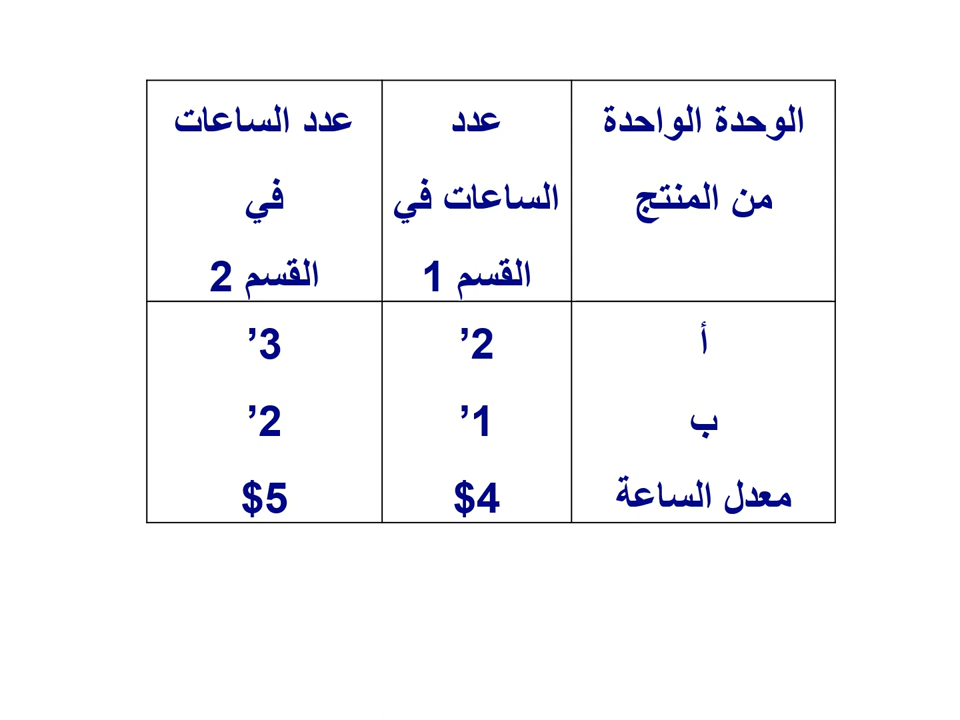 الوحدة الواحدة من المنتج
عدد الساعات في القسم 1
عدد الساعات في القسم 2
أ
’2
’3
ب
’1
’2
معدل الساعة
$4
$5